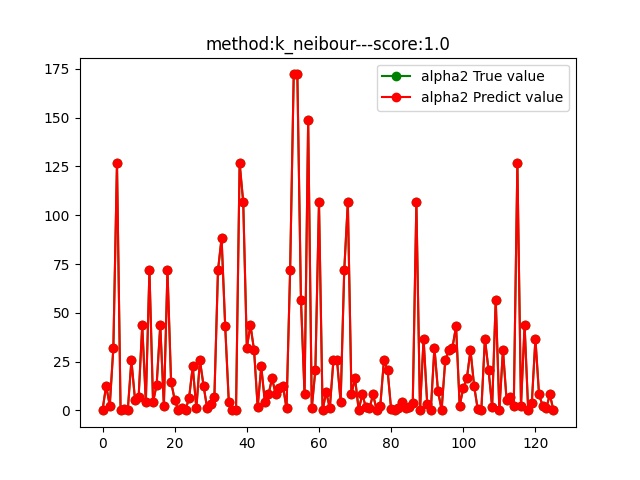 method:k_neibour---score:1.0
alpha2 True value
alpha2 Predict value
175
150
125
100
75
50
25
0
0 20 40 60 80 100 120